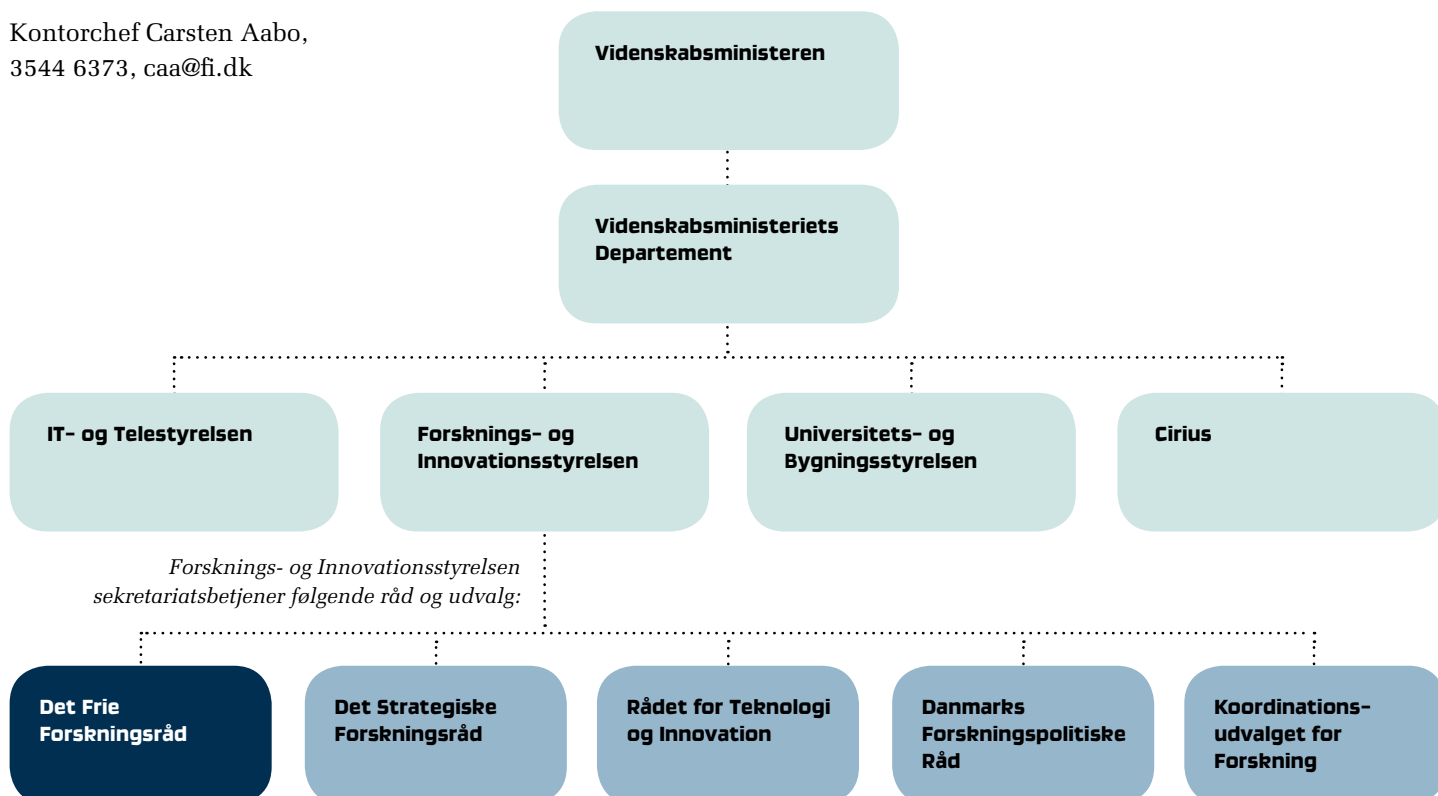 Kontorchef Carsten Aabo,
3544 6373, caa@fi.dk
Videnskabsministeren
Videnskabsministeriets
Departement
IT- og Telestyrelsen
Forsknings- og
Innovationsstyrelsen
Universitets- og
Bygningsstyrelsen
Cirius
Forsknings- og Innovationsstyrelsen
sekretariatsbetjener følgende råd og udvalg:
Det Frie
Forskningsråd
Det Strategiske
Forskningsråd
Rådet for Teknologi
og Innovation
Danmarks
Forskningspolitiske
Råd
Koordinations-
udvalget for
Forskning